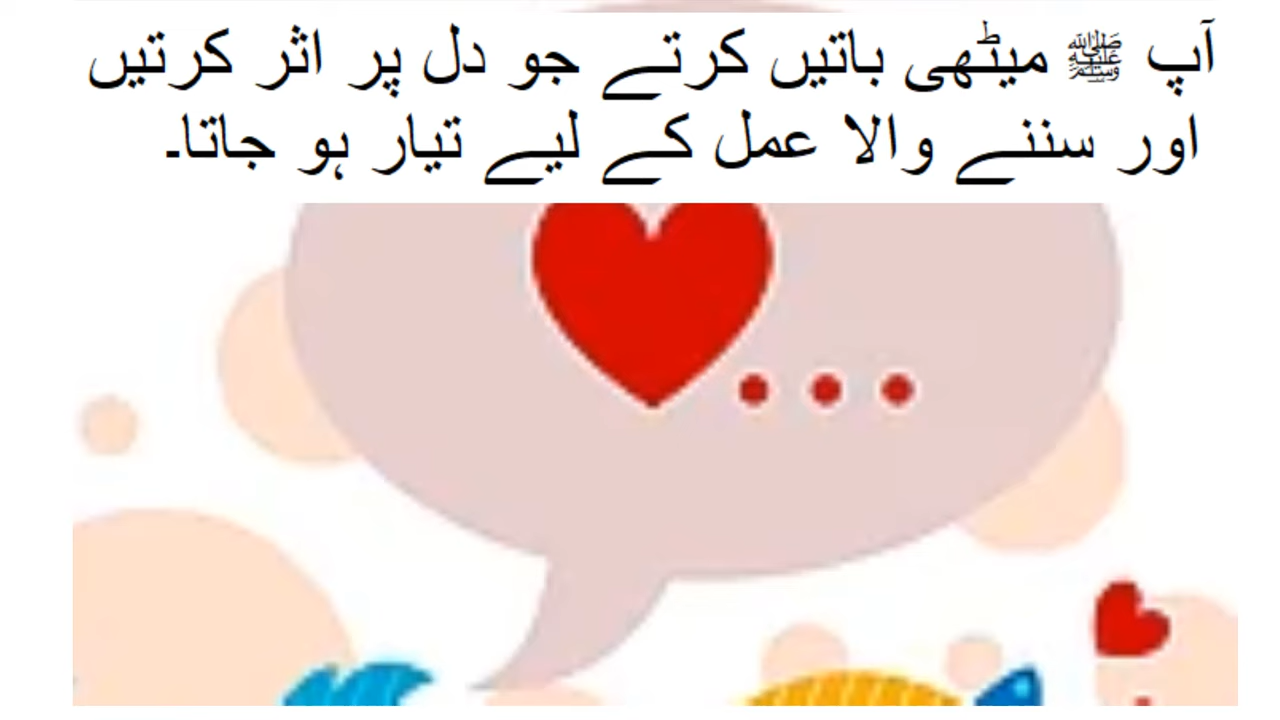 آپ ﷺ میٹھی باتیں کرتے جو دل پر اثر کرتیں
اور سننے والا عمل کے لیے تیار ہو جاتا۔